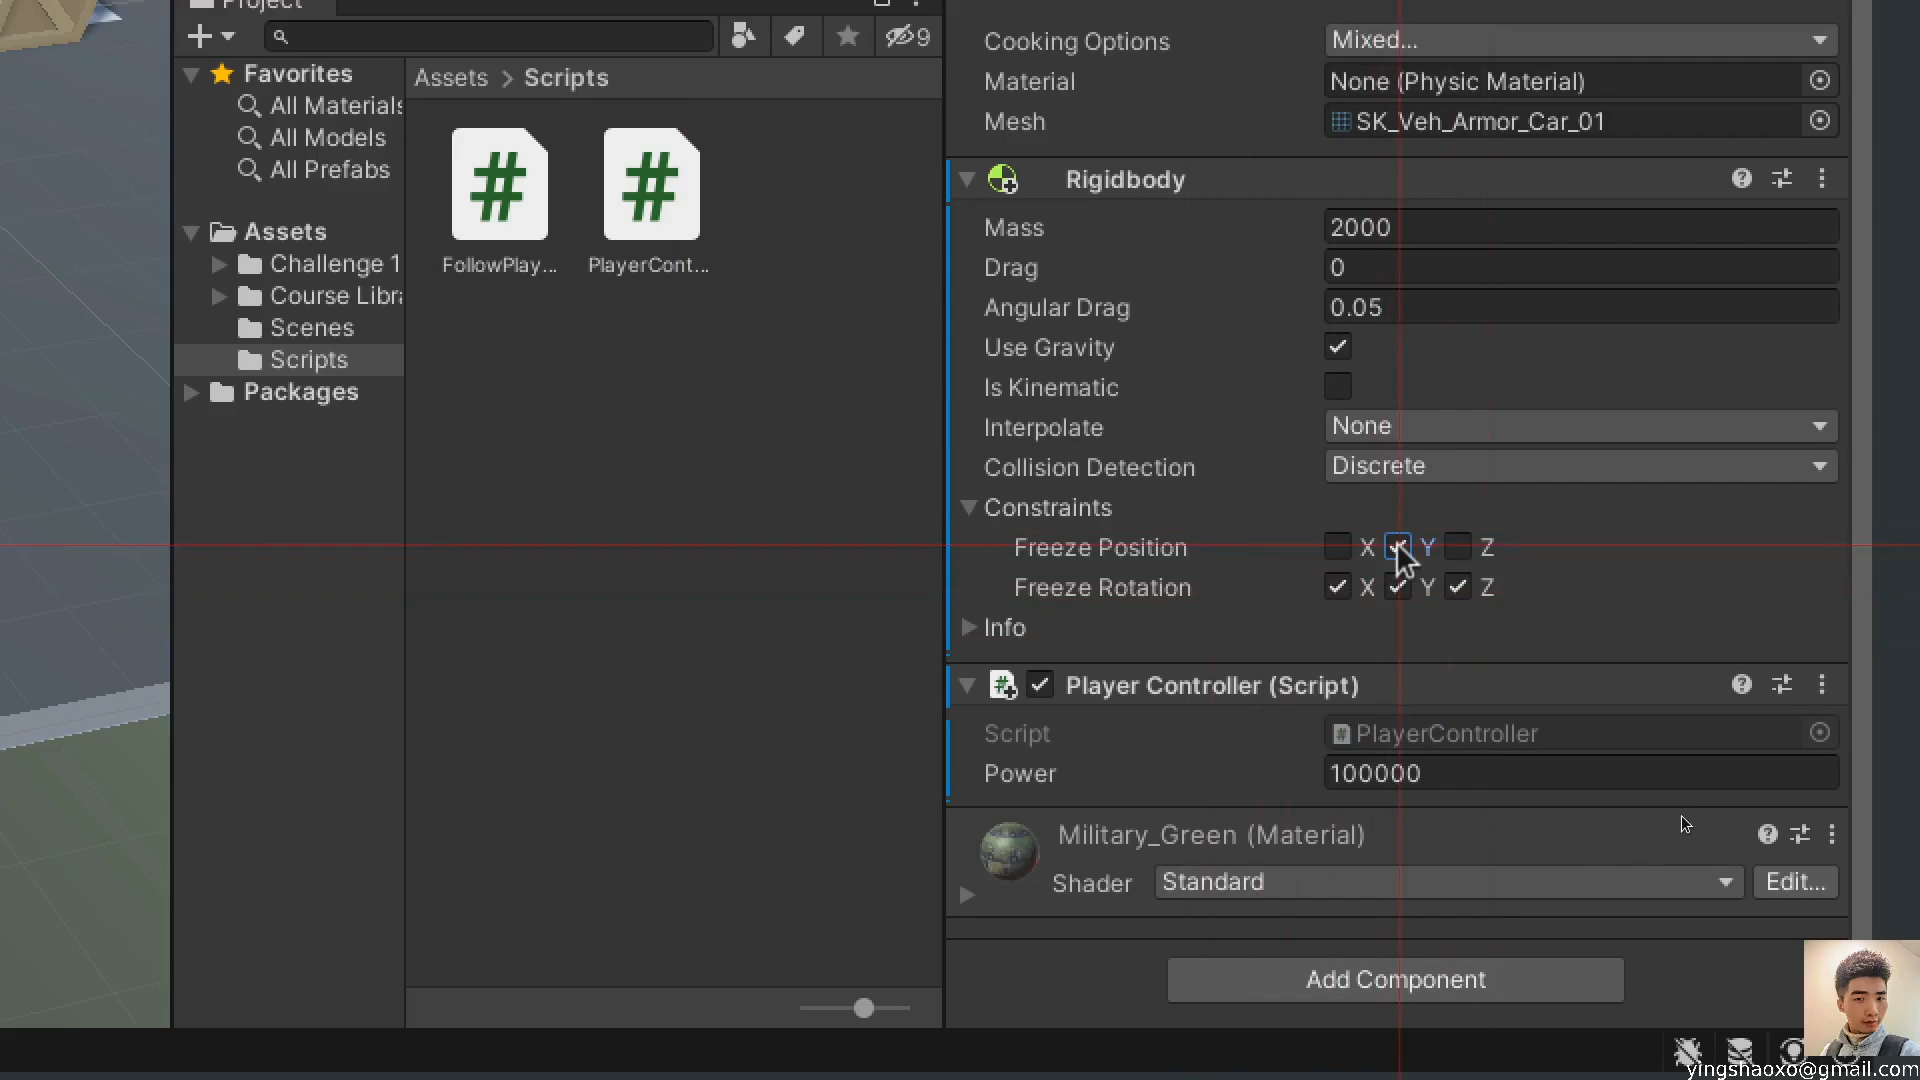 Project
9
Favorites
All Materials
All Models
All Prefabs
Assets
Challenge 1
Course Libr
Scenes
Scripts
Packages
Assets > Scripts
FollowPlay...
PlayerCont...
Cooking Options Mixed...
Material None (Physic Material)
Mesh SK_Veh_Armor_Car_01
Rigidbody
Mass 2000
Drag 0
Angular Drag 0.05
Use Gravity
Is Kinematic
Interpolate None
Collision Detection Discrete
Constraints
Freeze Position X Y Z
Freeze Rotation X Y Z
Info
Player Controller (Script)
Script PlayerController
Power 100000
Military_Green (Material)
Shader Standard Edit...
Add Component
yingshaoxo@gmail.com